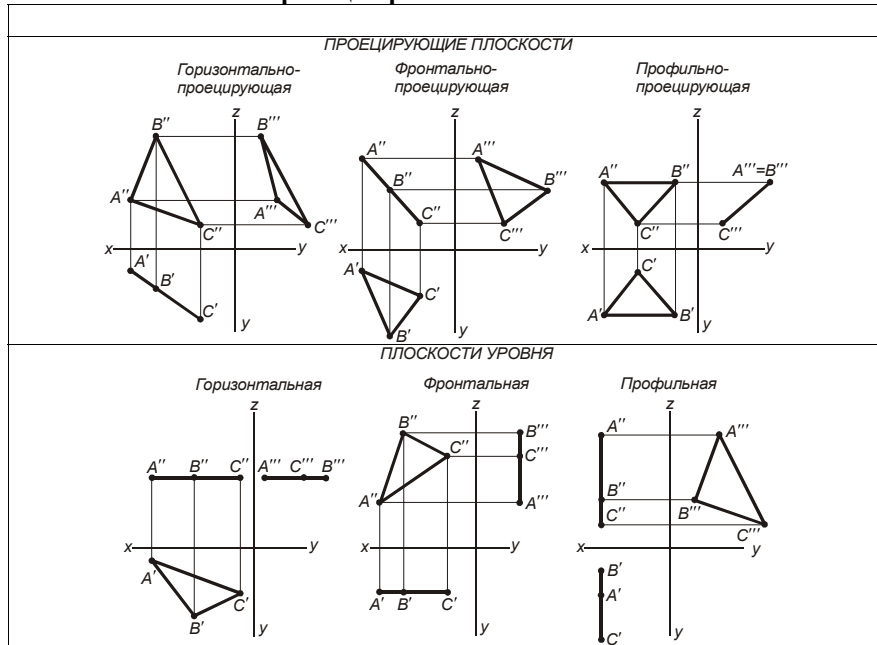 ПРОЕЦИРУЮЩИЕ ПЛОСКОСТИ
Горизонтально-
проецирующая
Фронтально-
проецирующая
Профильно-
проецирующая
z z z
B'' B'''
A'' A'''
C'' C'''
x y
A'
B'
C'
y
A'' A'''
B'' B'''
C'' C'''
x y
A'
C'
B'
y
A'' B'' A'''=B'''
C'' C'''
x y
C'
A' B'
y
ПЛОСКОСТИ УРОВНЯ
Горизонтальная Фронтальная Профильная
z z z
A'' B'' C'' A''' C''' B'''
x y
A'
C'
B'
y
B'' B'''
C'' C'''
A'' A'''
x y
A' B' C'
y
A'' A'''
B'' B'''
C'' C'''
x y
B'
A'
C'
y